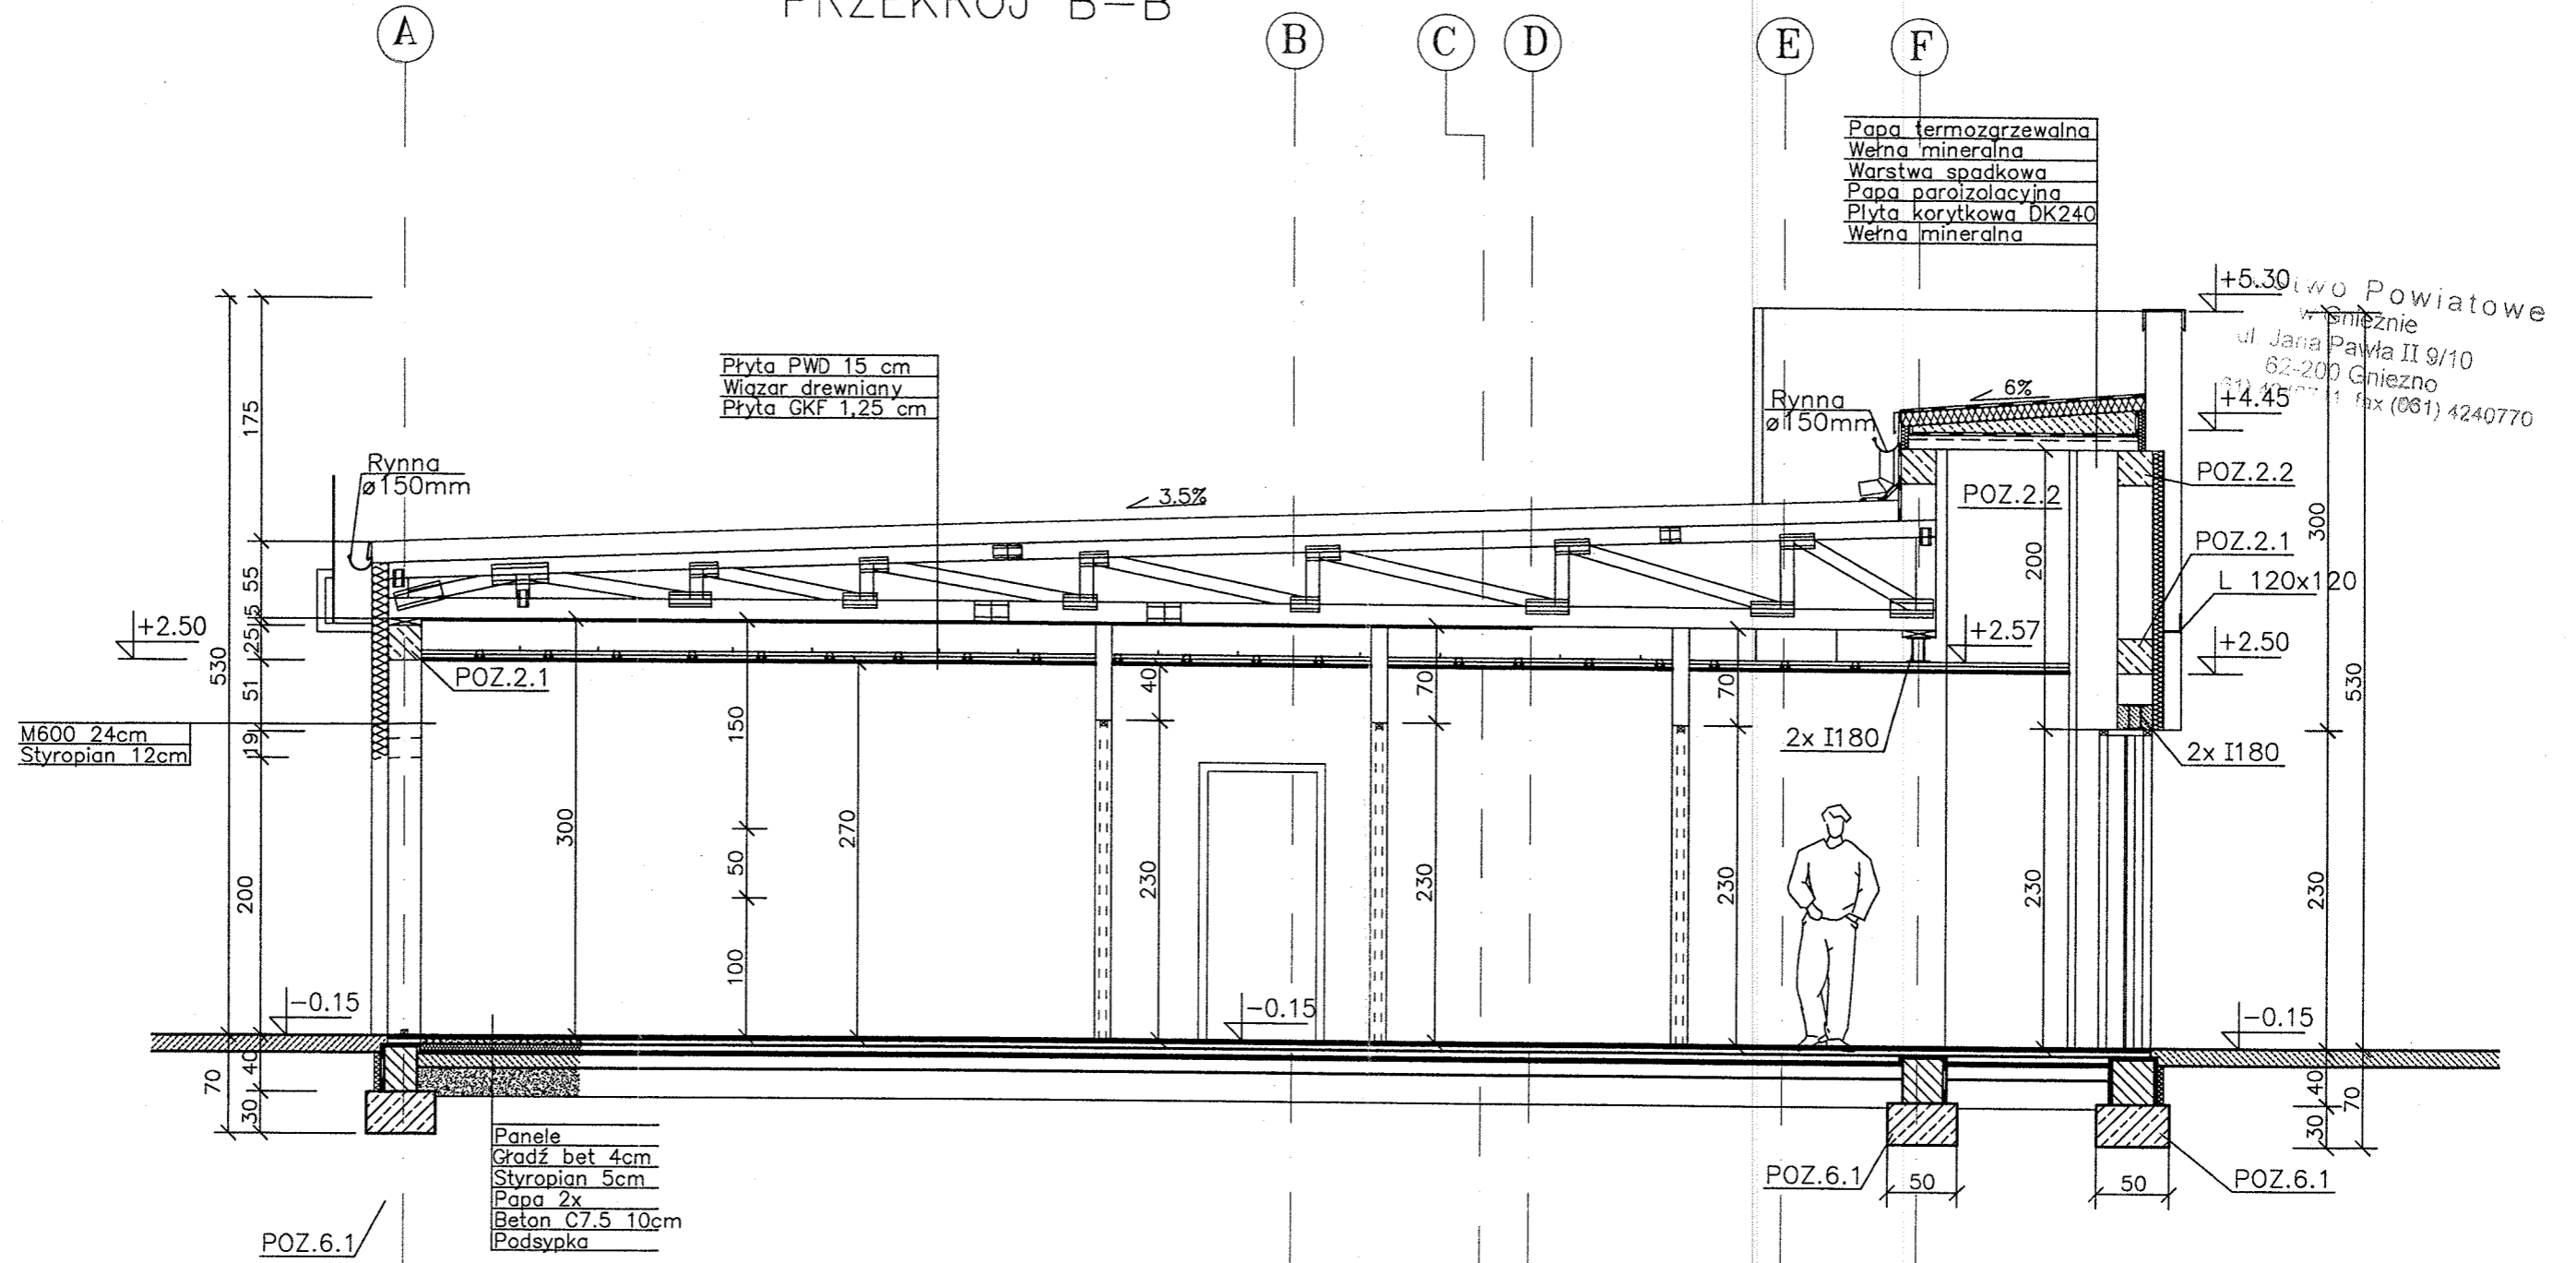 PRZEKRÓJ B-B
A
B
C
D
E
F
Papa termozgrzewalna
Wełna mineralna
Warstwa spadkowa
Papa paroizolacyjna
Płyta korytkowa DK240
Wełna mineralna
+5.30
Powiatowe
w Gnieźnie
ul. Jana Pawła II 9/10
62-200 Gniezno
fax (061) 4240770
+4.45
Płyta PWD 15 cm
Wiązar drewniany
Płyta GKF 1,25 cm
Rynna
ø150mm
6%
Rynna
ø150mm
3.5%
POZ.2.2
POZ.2.2
POZ.2.1
L 120x120
+2.50
+2.57
+2.50
POZ.2.1
M600 24cm
Styropian 12cm
2x I180
2x I180
530
175
55
5
25
51
19
200
70
40
30
300
150
50
100
270
40
230
70
230
70
230
200
230
300
230
530
40
30
70
-0.15
-0.15
-0.15
Panele
Gładź bet 4cm
Styropian 5cm
Papa 2x
Beton C7.5 10cm
Podsypka
POZ.6.1
POZ.6.1
50
50
POZ.6.1